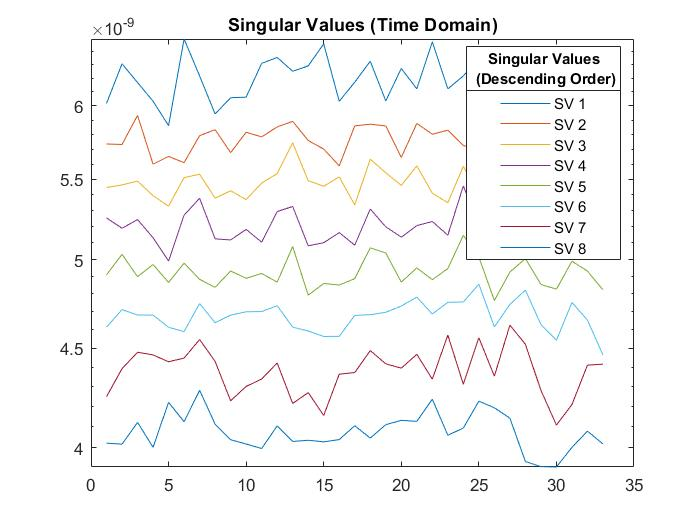 Singular Values (Time Domain)
×10⁻⁹
Singular Values
(Descending Order)
SV 1
SV 2
SV 3
SV 4
SV 5
SV 6
SV 7
SV 8
6
5.5
5
4.5
4
0 5 10 15 20 25 30 35